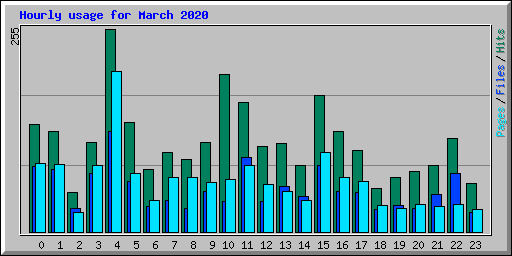 Hourly usage for March 2020
255
Pages/Files/Hits
0 1 2 3 4 5 6 7 8 9 10 11 12 13 14 15 16 17 18 19 20 21 22 23